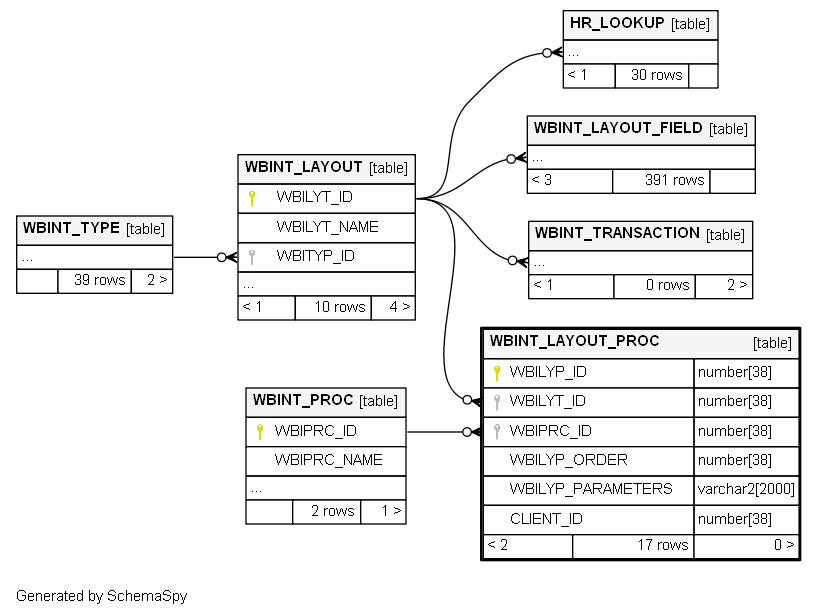 HR_LOOKUP [table]
...
< 1 30 rows
WBINT_LAYOUT_FIELD [table]
...
< 3 391 rows
WBINT_LAYOUT [table]
WBILYT_ID
WBILYT_NAME
WBITYP_ID
...
< 1 10 rows 4 >
WBINT_TYPE [table]
...
39 rows 2 >
WBINT_TRANSACTION [table]
...
< 1 0 rows 2 >
WBINT_LAYOUT_PROC [table]
WBILYP_ID number[38]
WBILYT_ID number[38]
WBIPRC_ID number[38]
WBILYP_ORDER number[38]
WBILYP_PARAMETERS varchar2[2000]
CLIENT_ID number[38]
< 2 17 rows 0 >
WBINT_PROC [table]
WBIPRC_ID
WBIPRC_NAME
...
2 rows 1 >
Generated by SchemaSpy